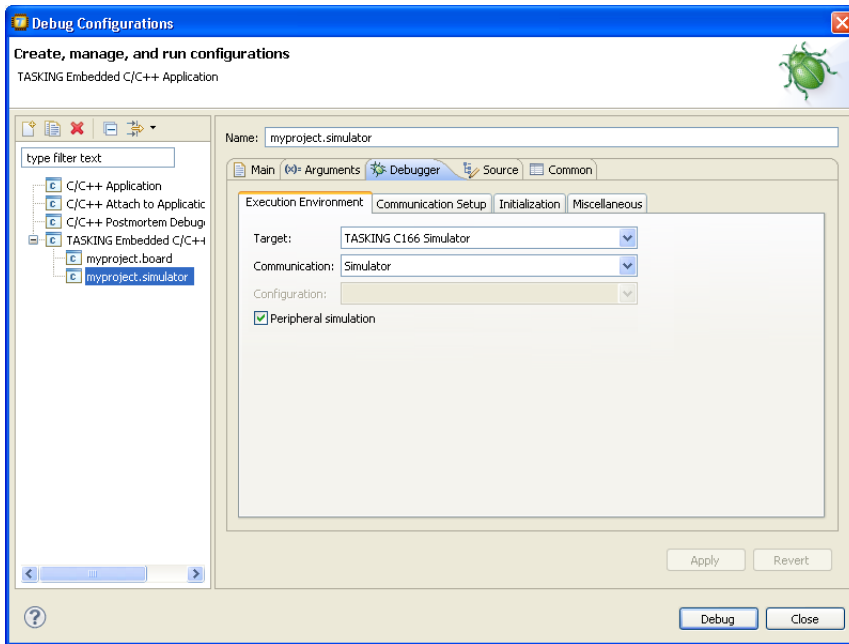 Debug Configurations
Create, manage, and run configurations
TASKING Embedded C/C++ Application
type filter text
C/C++ Application
C/C++ Attach to Applicatic
C/C++ Postmortem Debug
TASKING Embedded C/C++
myproject.board
myproject.simulator
Name: myproject.simulator
Main (x)= Arguments Debugger Source Common
Execution Environment Communication Setup Initialization Miscellaneous
Target: TASKING C166 Simulator
Communication: Simulator
Configuration:
Peripheral simulation
Apply Revert
? Debug Close